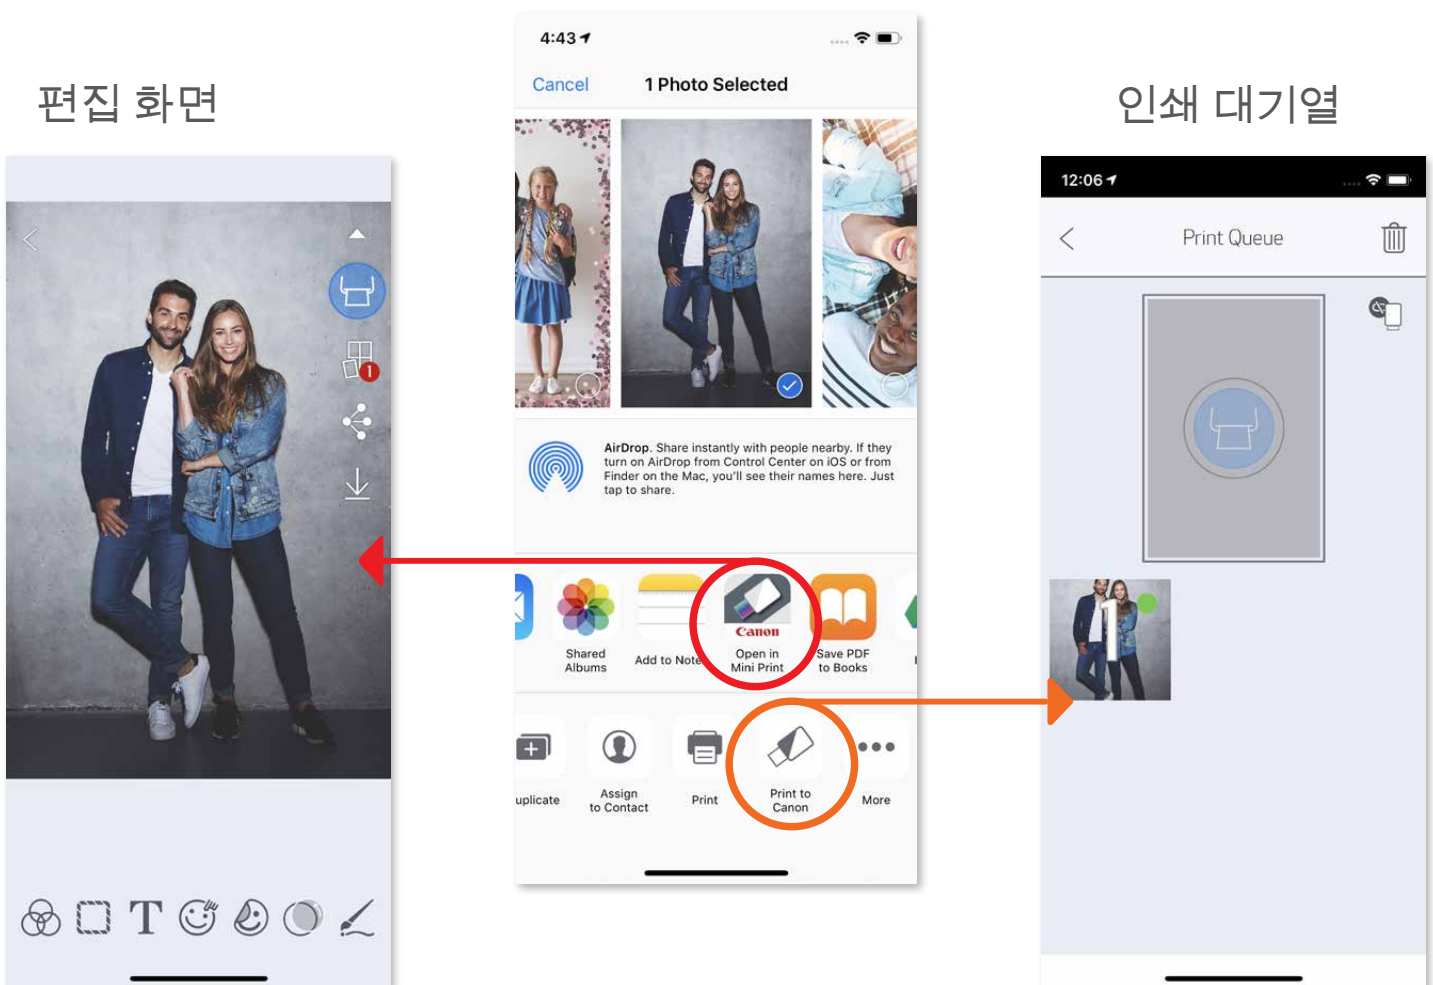 편집 화면
인쇄 대기열
1
4:43
Cancel
1 Photo Selected
AirDrop. Share instantly with people nearby. If they
turn on AirDrop from Control Center on iOS or from
Finder on the Mac, you'll see their names here. Just
tap to share.
Canon
Shared
Albums
Add to Note
Open in
Mini Print
Save PDF
to Books
uplicate
Assign
to Contact
Print
Print to
Canon
More
12:06
Print Queue
1
T